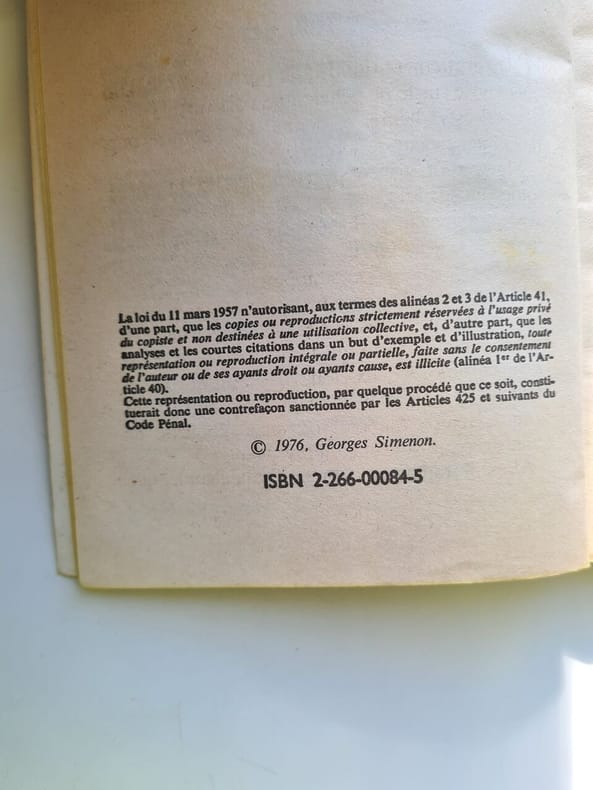 La loi du 11 mars 1957 n'autorisant, aux termes des alinéas 2 et 3 de l'Article 41,
d'une part, que les copies ou reproductions strictement réservées à l'usage privé
du copiste et non destinées à une utilisation collective, et, d'autre part, que les
analyses et les courtes citations dans un but d'exemple et d'illustration, toute
représentation ou reproduction intégrale ou partielle, faite sans le consentement
de l'auteur ou de ses ayants droit ou ayants cause, est illicite (alinéa 1er de l'Ar-
ticle 40).
Cette représentation ou reproduction, par quelque procédé que ce soit, consti-
tuerait donc une contrefaçon sanctionnée par les Articles 425 et suivants du
Code Pénal.
© 1976, Georges Simenon.
ISBN 2-266-00084-5